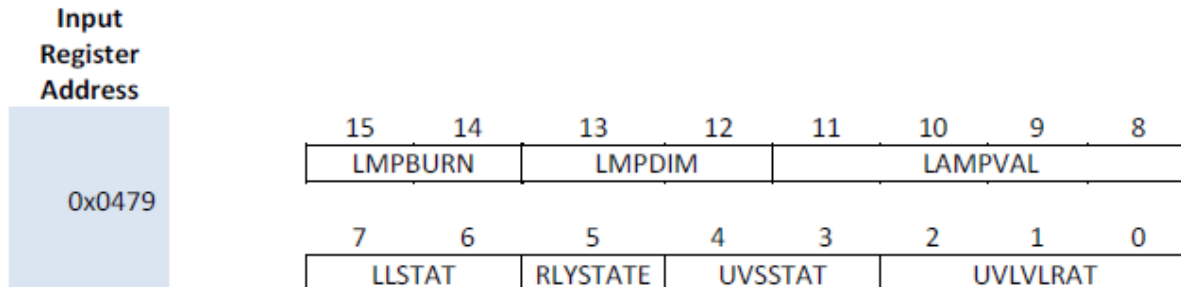 Input
Register
Address
15 14 13 12 11 10 9 8
LMPBURN LMPDIM LAMPVAL
0x0479
7 6 5 4 3 2 1 0
LLSTAT RLYSTATE UVSSTAT UVLVLRAT